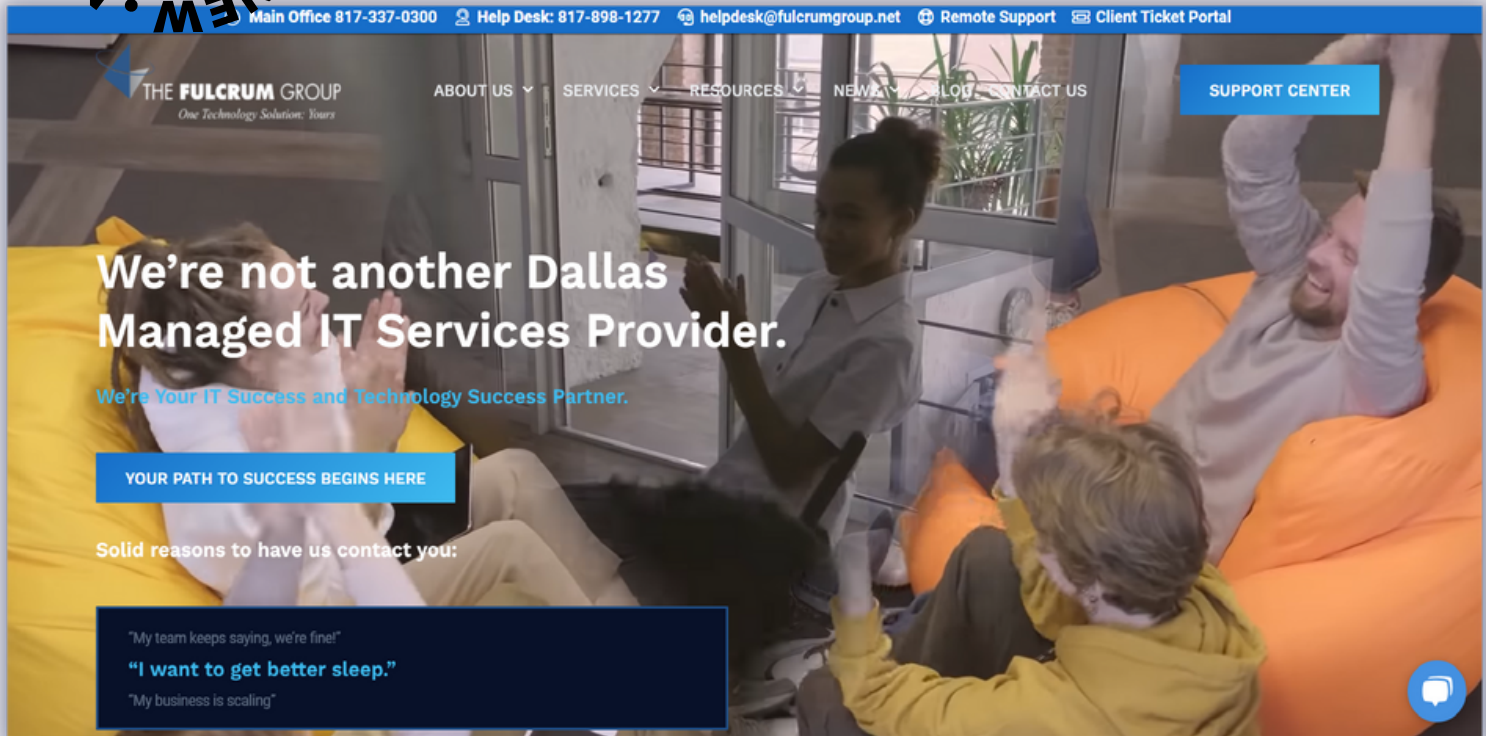 Main Office 817-337-0300 Help Desk: 817-898-1277 helpdesk@fulcrumgroup.net Remote Support Client Ticket Portal
THE FULCRUM GROUP
One Technology Solution: Yours
ABOUT US SERVICES RESOURCES NEWS BLOG CONTACT US
SUPPORT CENTER
We’re not another Dallas
Managed IT Services Provider.
We’re Your IT Success and Technology Success Partner.
YOUR PATH TO SUCCESS BEGINS HERE
Solid reasons to have us contact you:
“My team keeps saying, we’re fine!”
“I want to get better sleep.”
“My business is scaling”